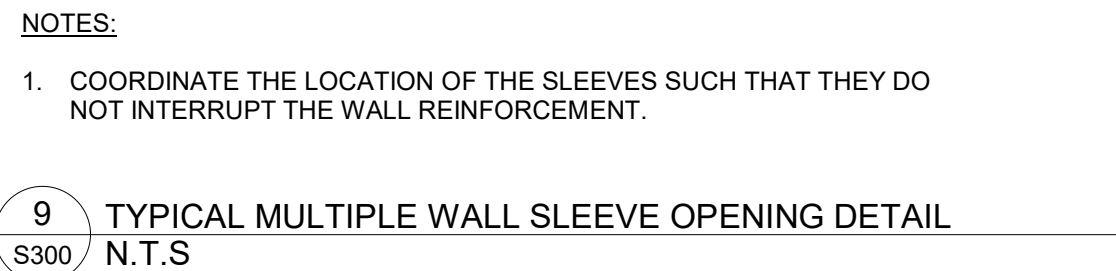 NOTES:
1. COORDINATE THE LOCATION OF THE SLEEVES SUCH THAT THEY DO
NOT INTERRUPT THE WALL REINFORCEMENT.
9 TYPICAL MULTIPLE WALL SLEEVE OPENING DETAIL
S300 N.T.S